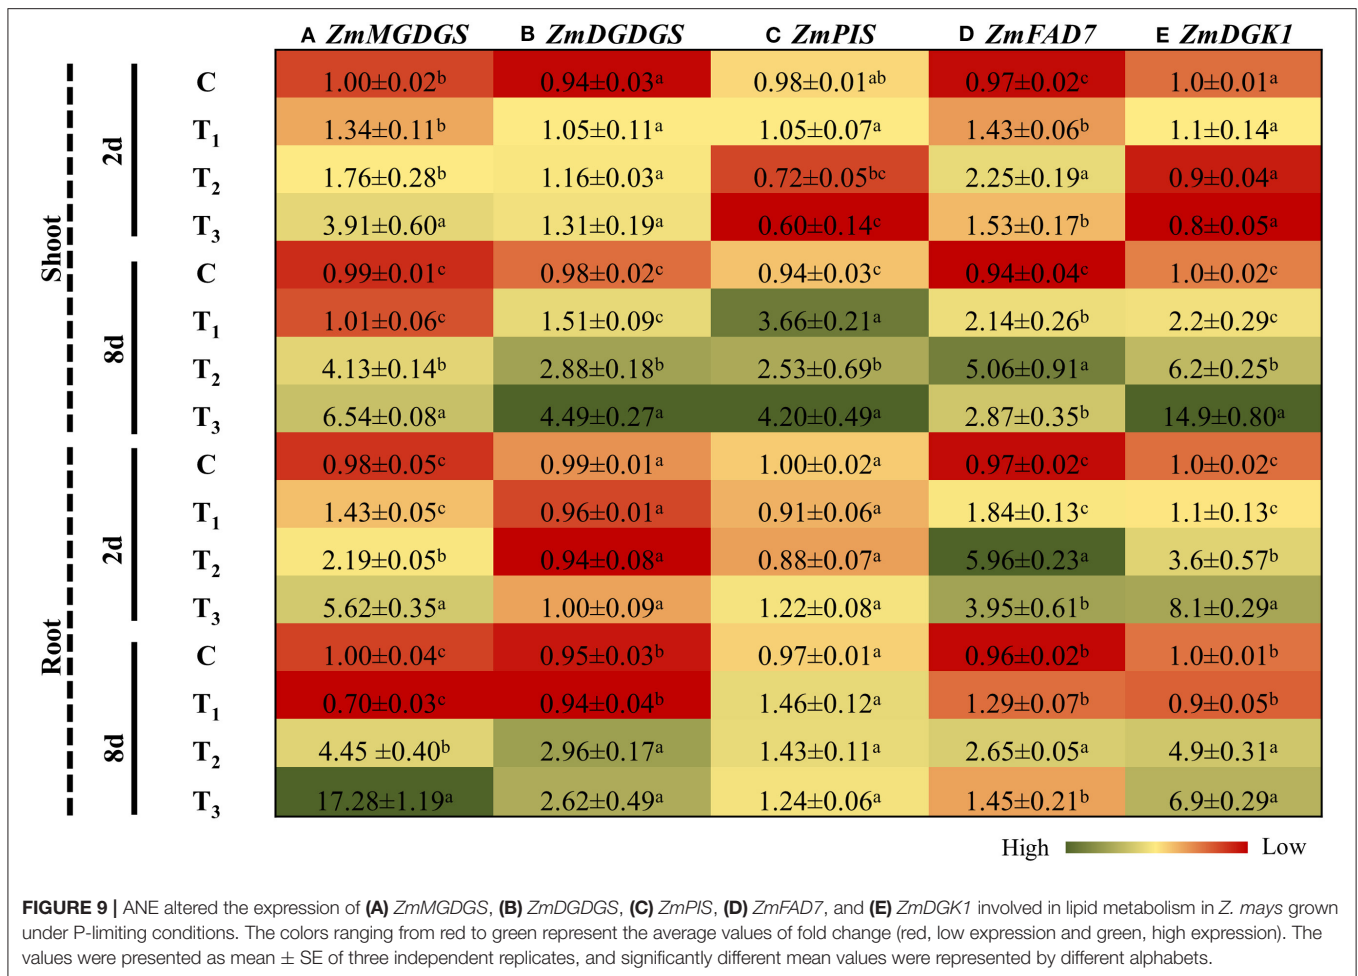 A ZmMGDGS B ZmDGDGS C ZmPIS D ZmFAD7 E ZmDGK1
Shoot
2d
C 1.00±0.02b 0.94±0.03a 0.98±0.01ab 0.97±0.02c 1.0±0.01a
T1 1.34±0.11b 1.05±0.11a 1.05±0.07a 1.43±0.06b 1.1±0.14a
T2 1.76±0.28b 1.16±0.03a 0.72±0.05bc 2.25±0.19a 0.9±0.04a
T3 3.91±0.60a 1.31±0.19a 0.60±0.14c 1.53±0.17b 0.8±0.05a
8d
C 0.99±0.01c 0.98±0.02c 0.94±0.03c 0.94±0.04c 1.0±0.02c
T1 1.01±0.06c 1.51±0.09c 3.66±0.21a 2.14±0.26b 2.2±0.29c
T2 4.13±0.14b 2.88±0.18b 2.53±0.69b 5.06±0.91a 6.2±0.25b
T3 6.54±0.08a 4.49±0.27a 4.20±0.49a 2.87±0.35b 14.9±0.80a
Root
2d
C 0.98±0.05c 0.99±0.01a 1.00±0.02a 0.97±0.02c 1.0±0.02c
T1 1.43±0.05c 0.96±0.01a 0.91±0.06a 1.84±0.13c 1.1±0.13c
T2 2.19±0.05b 0.94±0.08a 0.88±0.07a 5.96±0.23a 3.6±0.57b
T3 5.62±0.35a 1.00±0.09a 1.22±0.08a 3.95±0.61b 8.1±0.29a
8d
C 1.00±0.04c 0.95±0.03b 0.97±0.01a 0.96±0.02b 1.0±0.01b
T1 0.70±0.03c 0.94±0.04b 1.46±0.12a 1.29±0.07b 0.9±0.05b
T2 4.45 ±0.40b 2.96±0.17a 1.43±0.11a 2.65±0.05a 4.9±0.31a
T3 17.28±1.19a 2.62±0.49a 1.24±0.06a 1.45±0.21b 6.9±0.29a
High Low
FIGURE 9 | ANE altered the expression of (A) ZmMGDGS, (B) ZmDGDGS, (C) ZmPIS, (D) ZmFAD7, and (E) ZmDGK1 involved in lipid metabolism in Z. mays grown
under P-limiting conditions. The colors ranging from red to green represent the average values of fold change (red, low expression and green, high expression). The
values were presented as mean ± SE of three independent replicates, and significantly different mean values were represented by different alphabets.